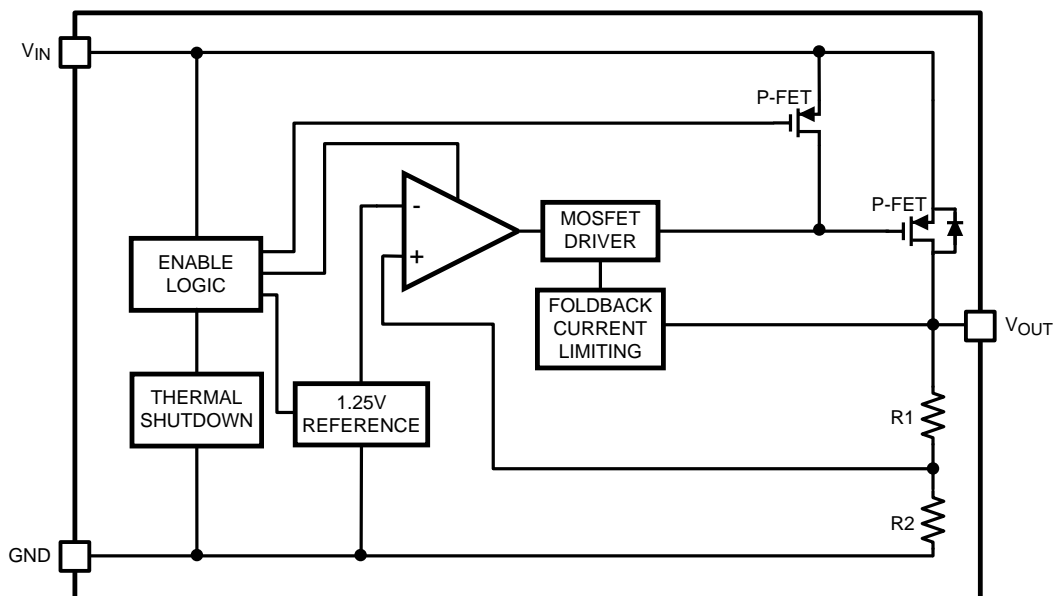 VIN
P-FET
P-FET
-
+
MOSFET
DRIVER
ENABLE
LOGIC
FOLDBACK
CURRENT
LIMITING
VOUT
THERMAL
SHUTDOWN
1.25V
REFERENCE
R1
R2
GND